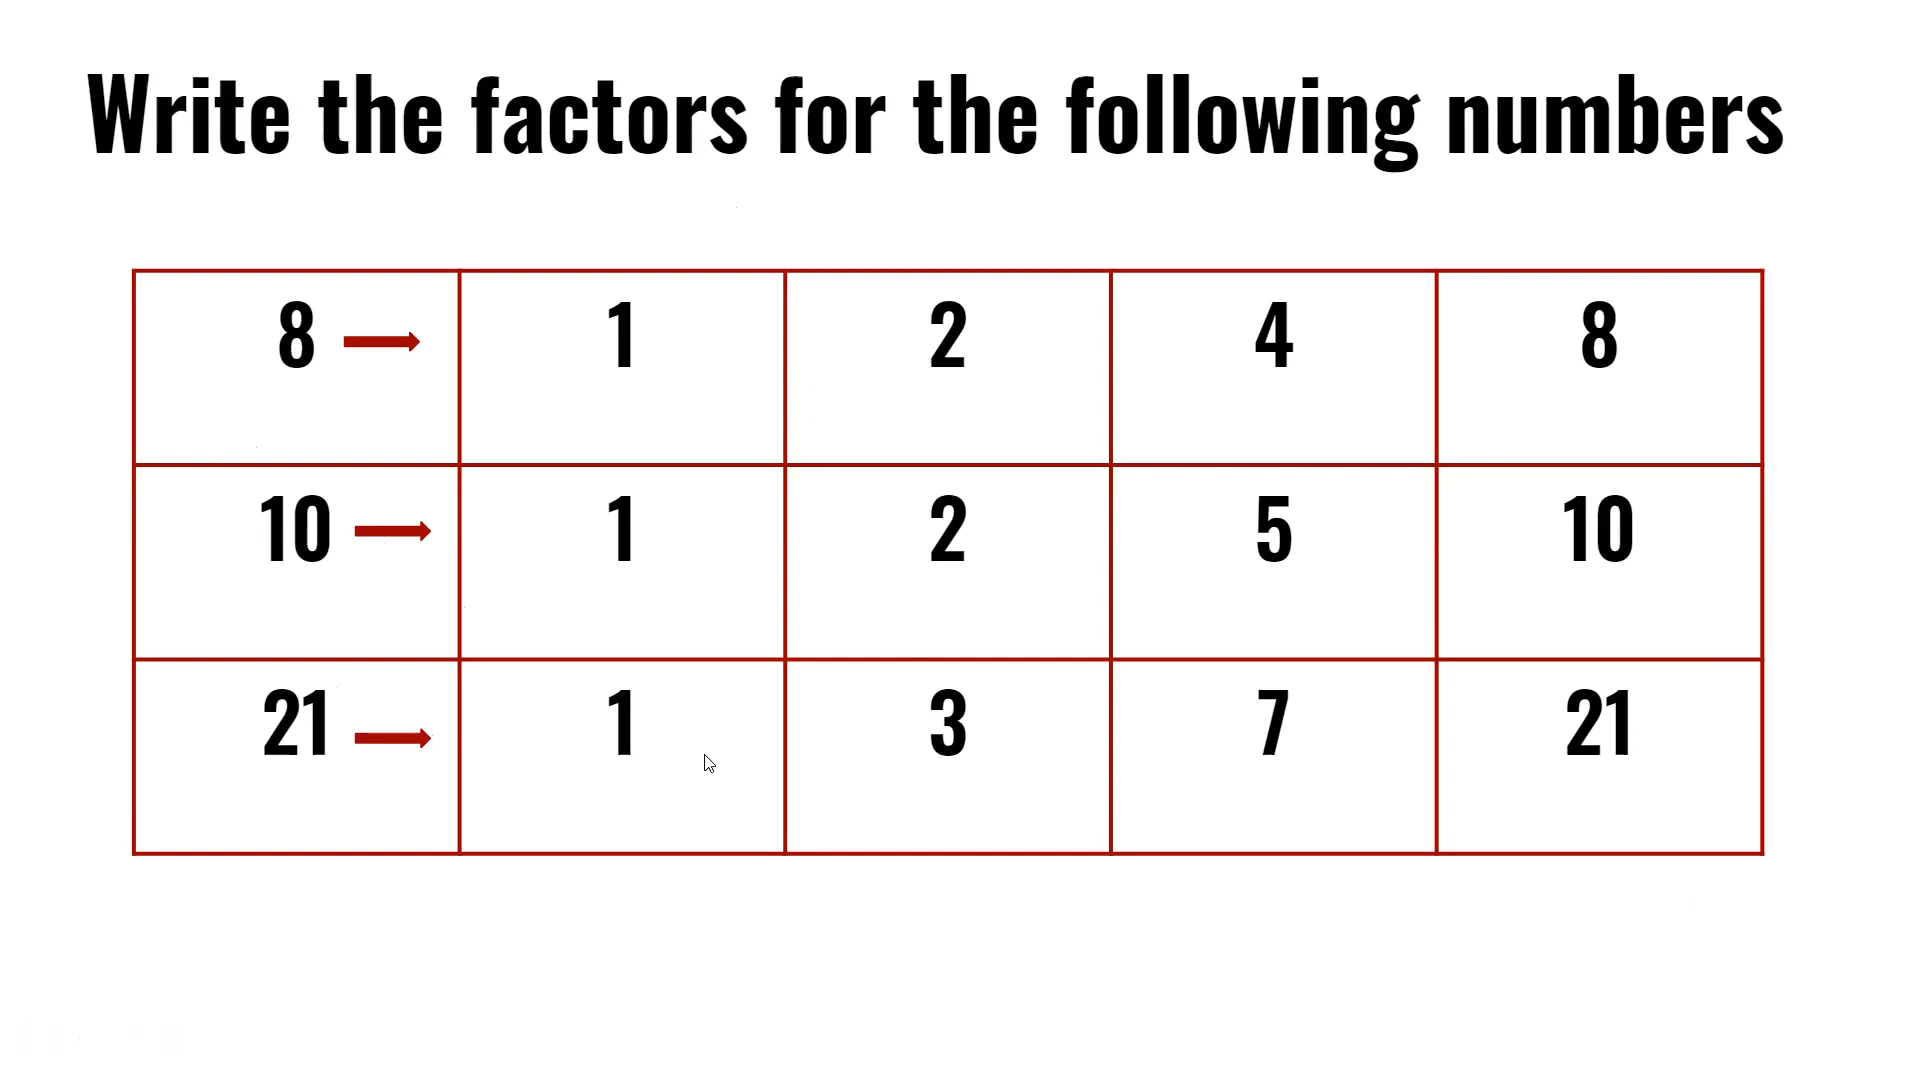 Write the factors for the following numbers
8 1 2 4 8
10 1 2 5 10
21 1 3 7 21